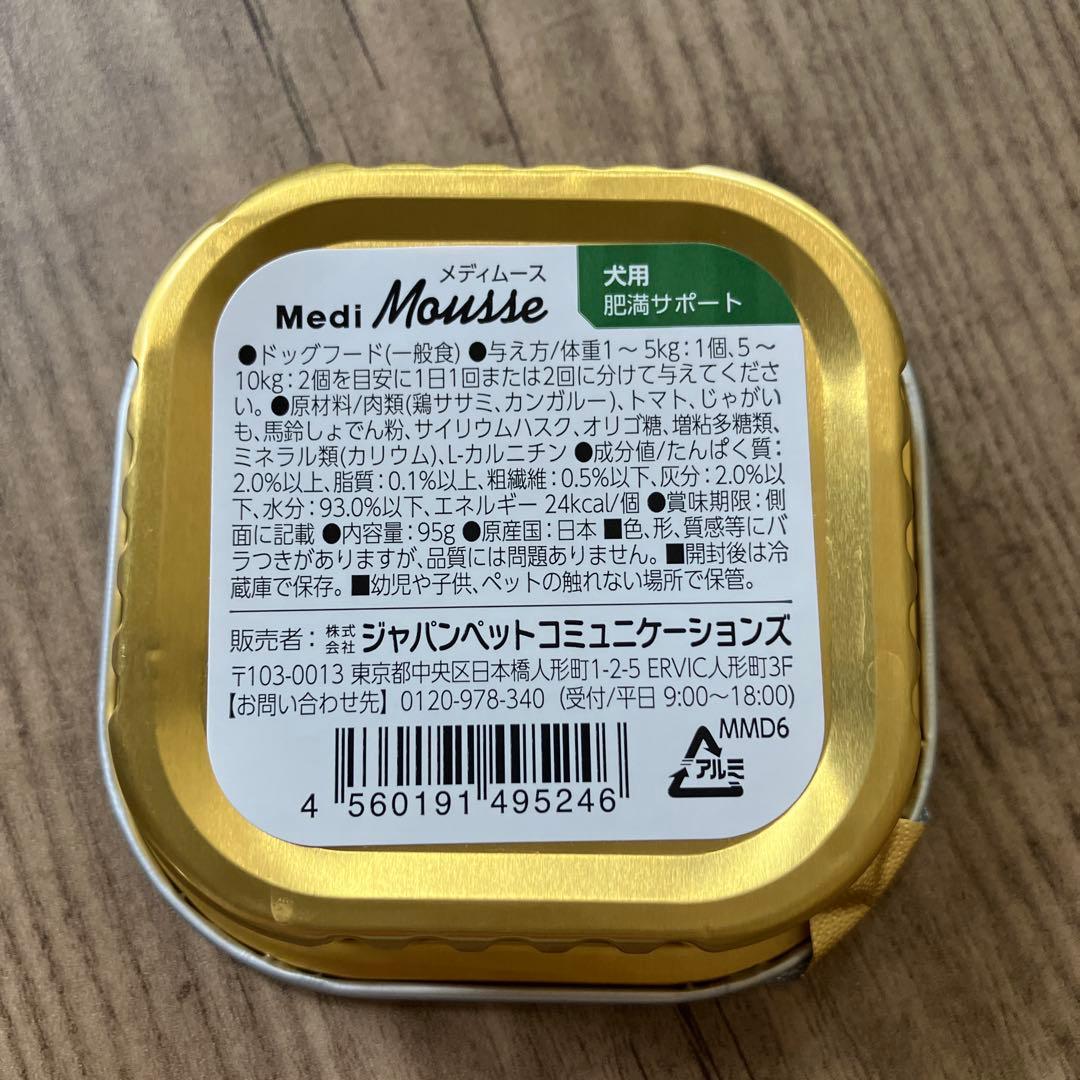 メディムース
Medi Mousse
犬用
肥満サポート
●ドッグフード(一般食) ●与え方/体重1～5kg：1個、5～
10kg：2個を目安に1日1回または2回に分けて与えてくださ
い。●原材料/肉類(鶏ササミ、カンガルー)、トマト、じゃがい
も、馬鈴しょでん粉、サイリウムハスク、オリゴ糖、増粘多糖類、
ミネラル類(カリウム)、L-カルニチン ●成分値/たんぱく質：
2.0%以上、脂質：0.1%以上、粗繊維：0.5%以下、灰分：2.0%以
下、水分：93.0%以下、エネルギー 24kcal/個 ●賞味期限：側
面に記載 ●内容量：95g ●原産国：日本 ■色、形、質感等にバ
ラつきがありますが、品質には問題ありません。■開封後は冷
蔵庫で保存。■幼児や子供、ペットの触れない場所で保管。
販売者：株式会社 ジャパンペットコミュニケーションズ
〒103-0013 東京都中央区日本橋人形町1-2-5 ERVIC人形町3F
【お問い合わせ先】 0120-978-340 （受付/平日 9:00～18:00）
MMD6
アルミ
4 560191 495246